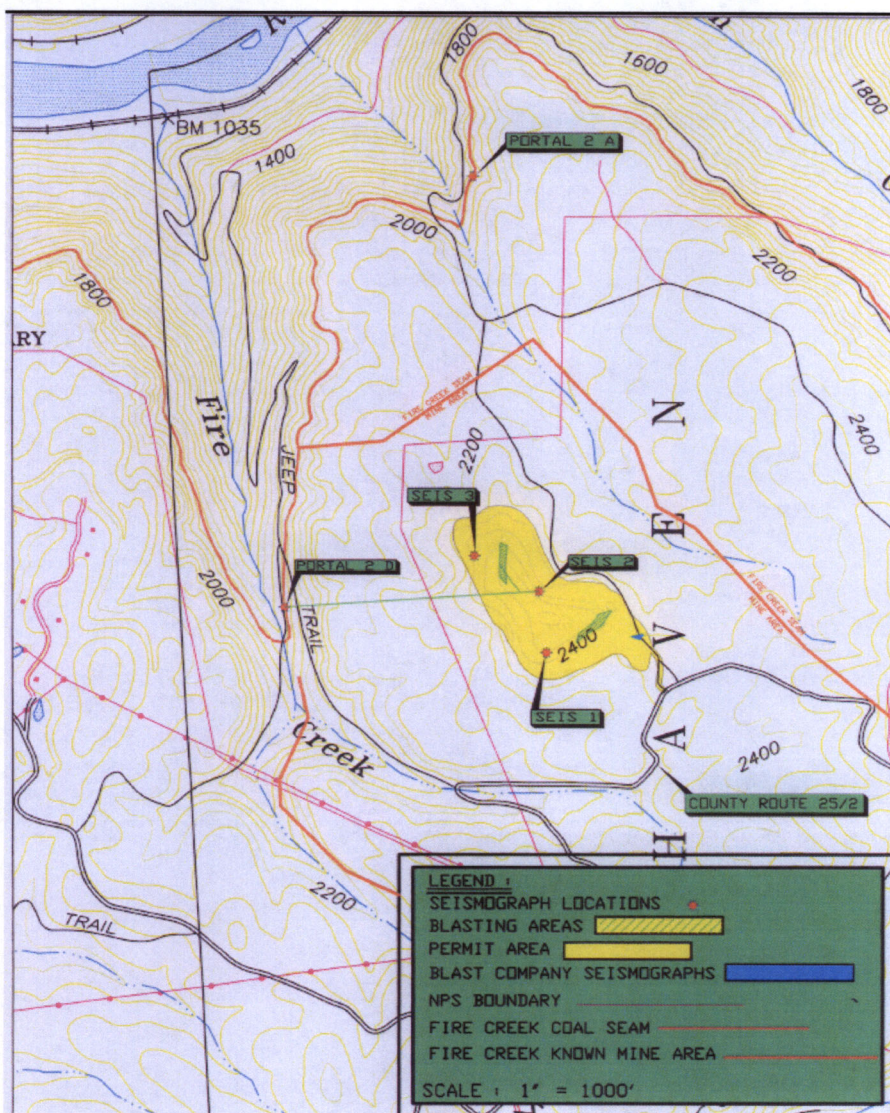 R
1800
1600
1800
BM 1035
1400
PORTAL 2 A
2000
2200
1800
RY
FIRE CREEK SEAM
MINE AREA
2400
Fire
2200
N
JEEP
SEIS 3
E
PORTAL 2 D
SEIS 2
FIRE CREEK SEAM
MINE AREA
2000
TRAIL
2400
V
SEIS 1
Creek
A
2400
COUNTY ROUTE 25/2
H
2200
TRAIL
LEGEND :
SEISMOGRAPH LOCATIONS
BLASTING AREAS
PERMIT AREA
BLAST COMPANY SEISMOGRAPHS
NPS BOUNDARY
FIRE CREEK COAL SEAM
FIRE CREEK KNOWN MINE AREA
SCALE : 1" = 1000'